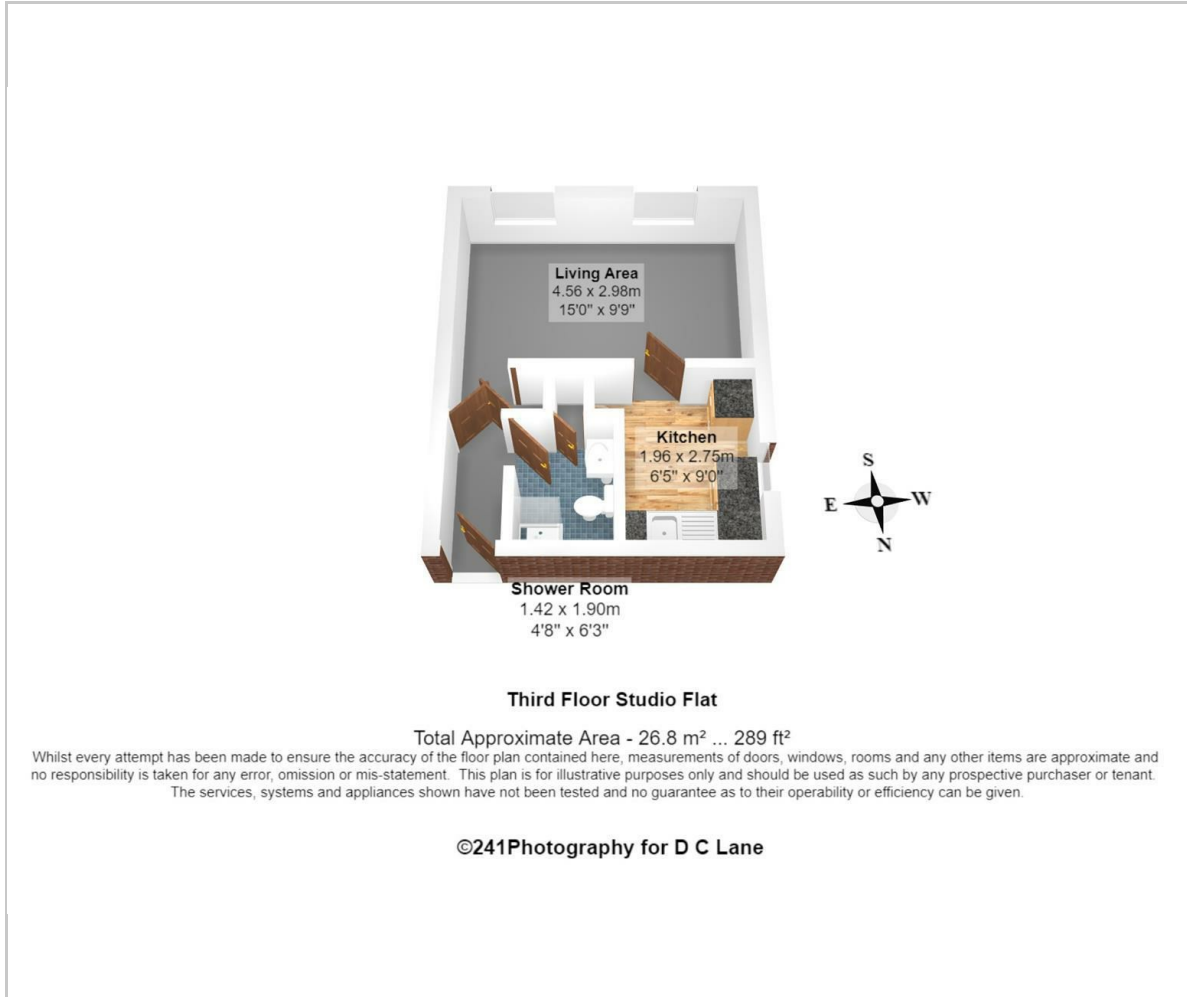 Living Area
4.56 x 2.98m
15'0" x 9'9"
Kitchen
1.96 x 2.75m
6'5" x 9'0"
S
E W
N
Shower Room
1.42 x 1.90m
4'8" x 6'3"
Third Floor Studio Flat
Total Approximate Area - 26.8 m² ... 289 ft²
Whilst every attempt has been made to ensure the accuracy of the floor plan contained here, measurements of doors, windows, rooms and any other items are approximate and
no responsibility is taken for any error, omission or mis-statement. This plan is for illustrative purposes only and should be used as such by any prospective purchaser or tenant.
The services, systems and appliances shown have not been tested and no guarantee as to their operability or efficiency can be given.
©241Photography for D C Lane